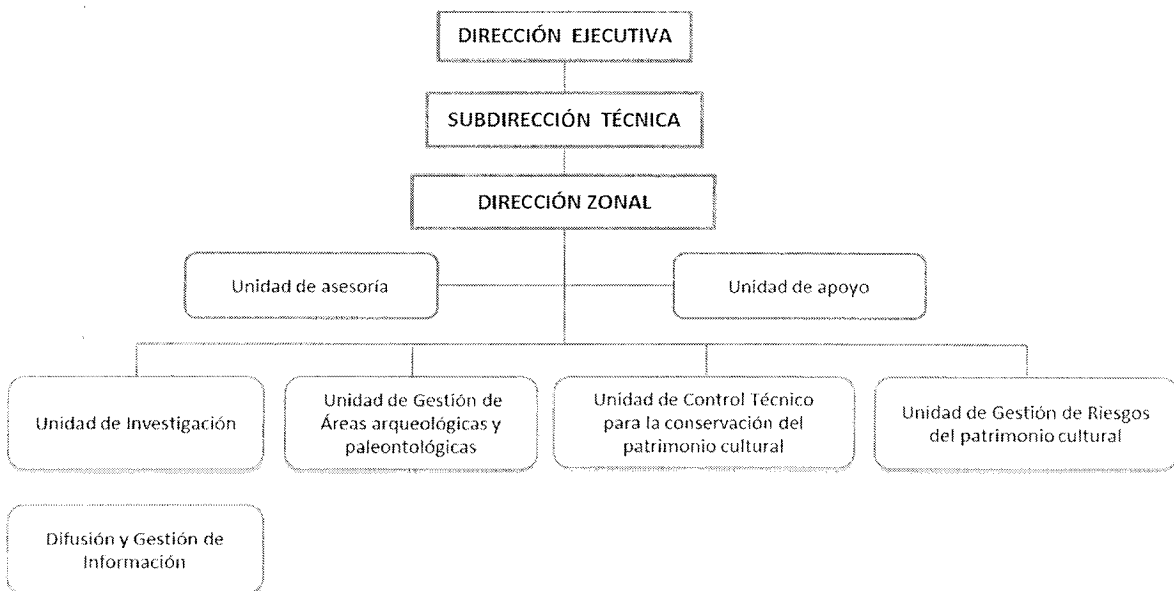 DIRECCIÓN EJECUTIVA
SUBDIRECCIÓN TÉCNICA
DIRECCIÓN ZONAL
Unidad de asesoría
Unidad de apoyo
Unidad de Investigación
Unidad de Gestión de
Áreas arqueológicas y
paleontológicas
Unidad de Control Técnico
para la conservación del
patrimonio cultural
Unidad de Gestión de Riesgos
del patrimonio cultural
Difusión y Gestión de
Información